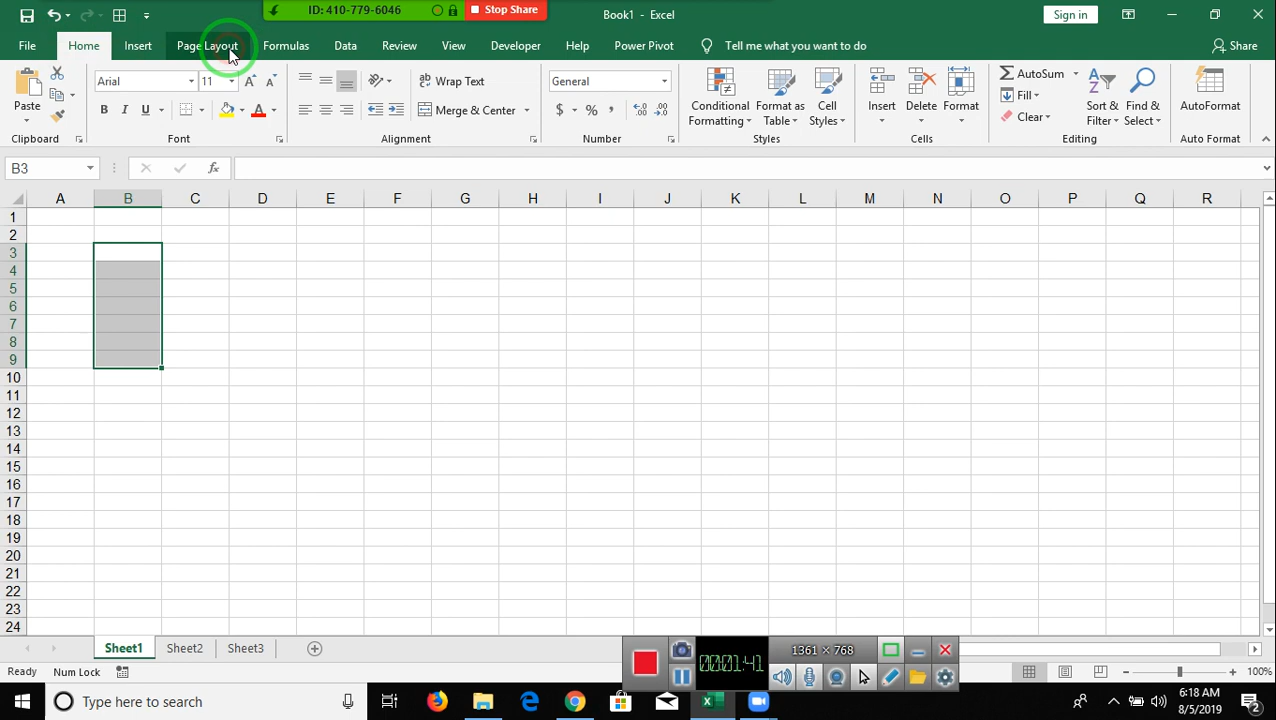 ID: 410-779-6046
Stop Share
Book1 - Excel
Sign in
File
Home
Insert
Page Layout
Formulas
Data
Review
View
Developer
Help
Power Pivot
Tell me what you want to do
Share
Paste
Clipboard
Arial
11
B I U
A
Font
Wrap Text
Merge & Center
Alignment
General
$ % ,
Number
Conditional Formatting
Format as Table
Cell Styles
Styles
Insert
Delete
Format
Cells
AutoSum
Fill
Clear
Sort & Filter
Find & Select
Editing
AutoFormat
Auto Format
B3
fx
A B C D E F G H I J K L M N O P Q R
1
2
3
4
5
6
7
8
9
10
11
12
13
14
15
16
17
18
19
20
21
22
23
24
Sheet1
Sheet2
Sheet3
00:01:41
1361 × 768
Ready
Num Lock
100%
Type here to search
6:18 AM
8/5/2019
2